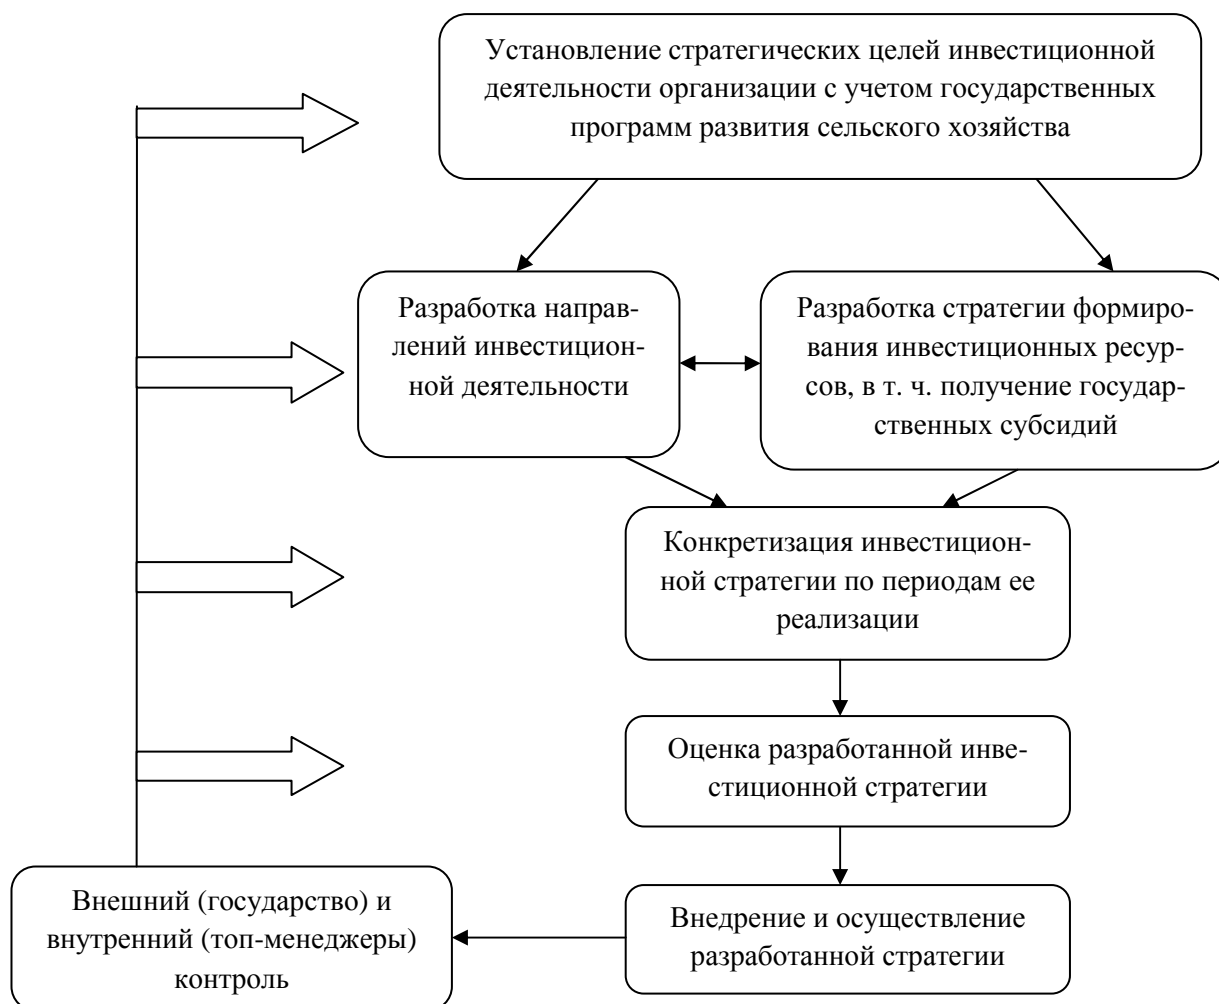 Установление стратегических целей инвестиционной
деятельности организации с учетом государственных
программ развития сельского хозяйства
Разработка направ-
лений инвестицион-
ной деятельности
Разработка стратегии формиро-
вания инвестиционных ресур-
сов, в т. ч. получение государ-
ственных субсидий
Конкретизация инвестицион-
ной стратегии по периодам ее
реализации
Оценка разработанной инве-
стиционной стратегии
Внедрение и осуществление
разработанной стратегии
Внешний (государство) и
внутренний (топ-менеджеры)
контроль